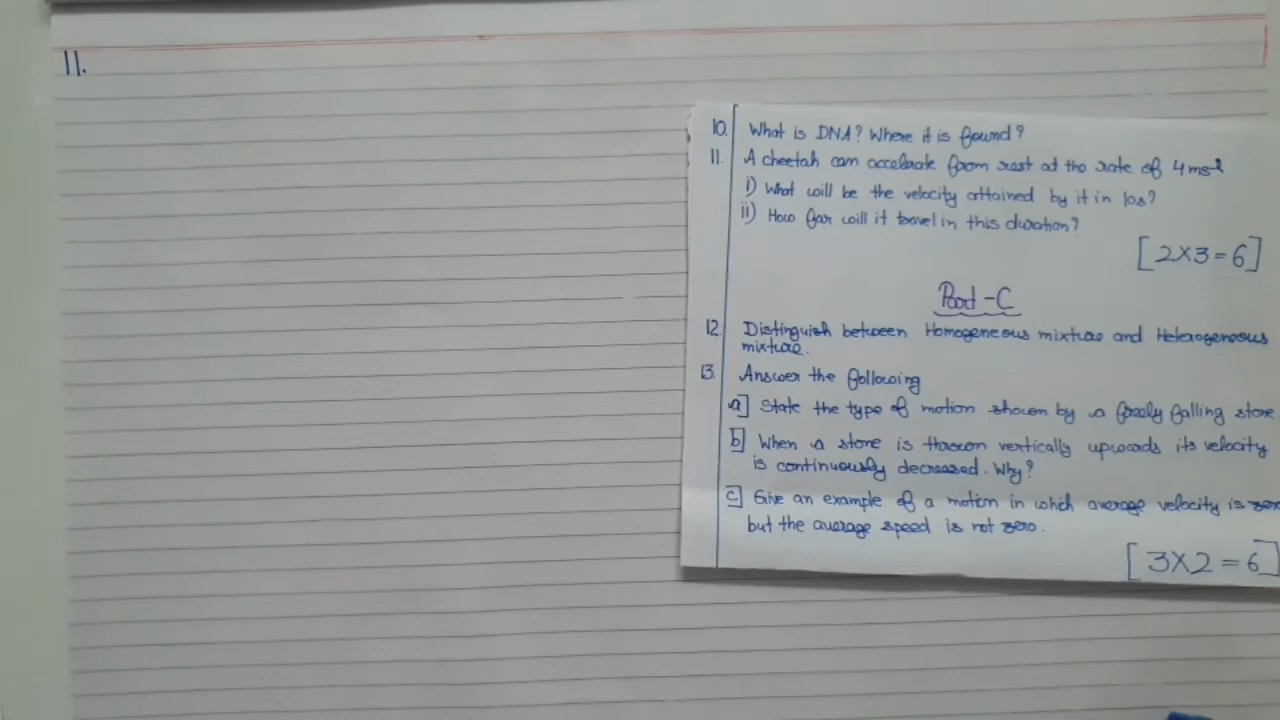 11.
10. What is DNA? Where it is found?
11. A cheetah can accelerate from rest at the rate of 4ms-2
i) What will be the velocity attained by it in 10s?
ii) How far will it travel in this duration?
[2X3=6]
Part-C
12. Distinguish between Homogeneous mixture and Heterogeneous
mixture.
13. Answer the following
a] State the type of motion shown by a freely falling stone.
b] When a stone is thrown vertically upwards its velocity
is continuously decreased. Why?
c] Give an example of a motion in which average velocity is zero
but the average speed is not zero.
[3X2=6]